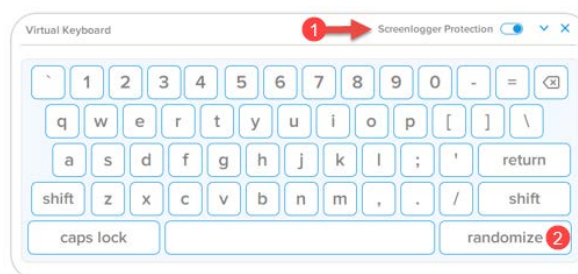 Virtual Keyboard 1 Screenlogger Protection
` 1 2 3 4 5 6 7 8 9 0 - =
q w e r t y u i o p [ ] \
a s d f g h j k l ; ' return
shift z x c v b n m , . / shift
caps lock randomize 2